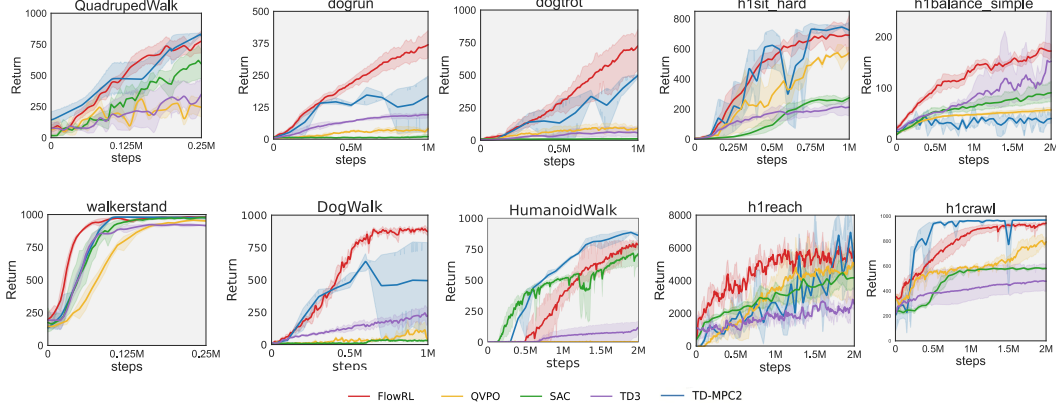 QuadrupedWalk
dogrun
dogtrot
h1sit_hard
h1balance_simple
Return
1000
750
500
250
0
0
0.125M
0.25M
steps
Return
500
375
250
125
0
0
0.5M
1M
steps
Return
1000
750
500
250
0
0
0.5M
1M
steps
Return
800
600
400
200
0
0
0.25M
0.5M
0.75M
1M
steps
Return
200
100
0
0
0.5M
1M
1.5M
2M
steps
walkerstand
DogWalk
HumanoidWalk
h1reach
h1crawl
Return
1000
750
500
250
0
0
0.125M
0.25M
steps
Return
1000
750
500
250
0
0.5M
1M
steps
Return
1000
750
500
250
0
0
1M
1M
2M
steps
Return
8000
6000
4000
2000
0
0
0.5M
1M
1.5M
2M
steps
Return
1000
800
600
400
200
0
0
0.5M
1M
1.5M
2M
steps
FlowRL
QVPO
SAC
TD3
TD-MPC2